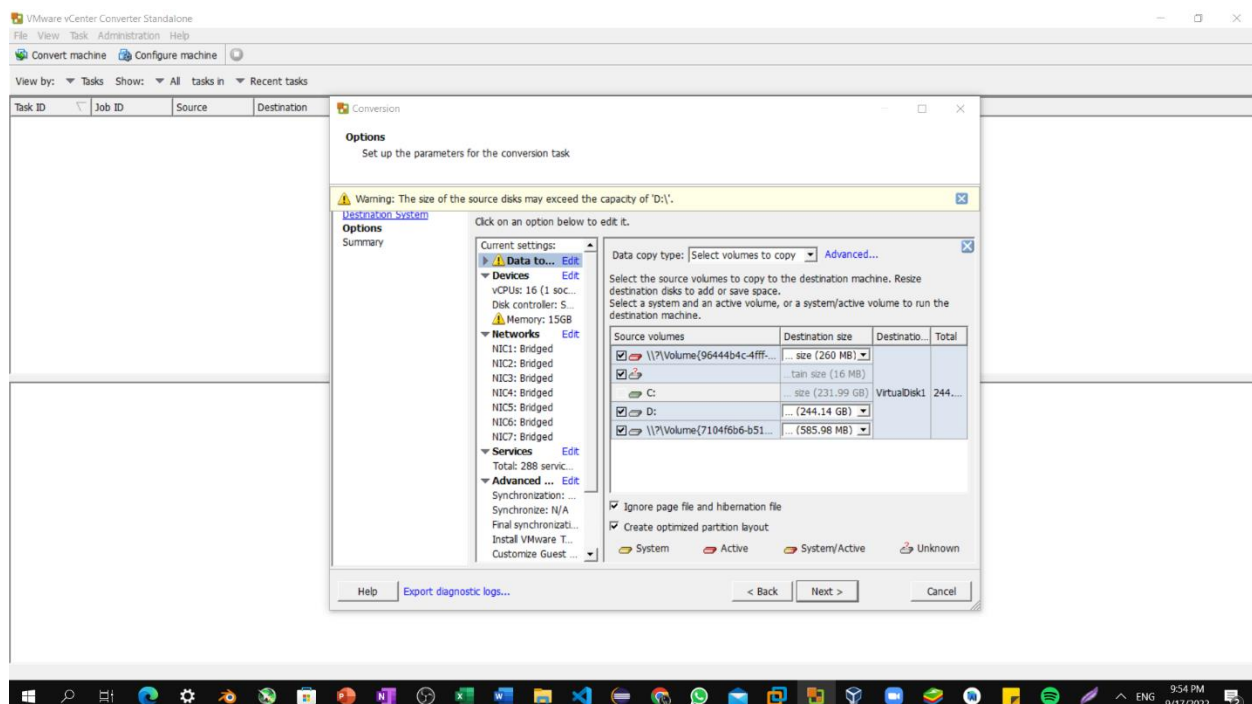 VMware vCenter Converter Standalone
File View Task Administration Help
Convert machine Configure machine
View by: Tasks Show: All tasks in Recent tasks
Task ID Job ID Source Destination
Conversion
Options
Set up the parameters for the conversion task
Warning: The size of the source disks may exceed the capacity of 'D:\'.
Destination System
Options
Summary
Click on an option below to edit it.
Current settings:
Data to... Edit
Devices Edit
vCPUs: 16 (1 soc...
Disk controller: S...
Memory: 15GB
Networks Edit
NIC1: Bridged
NIC2: Bridged
NIC3: Bridged
NIC4: Bridged
NIC5: Bridged
NIC6: Bridged
NIC7: Bridged
Services Edit
Total: 288 servic...
Advanced ... Edit
Synchronization: ...
Synchronize: N/A
Final synchronizati...
Install VMware T...
Customize Guest ...
Data copy type: Select volumes to copy Advanced...
Select the source volumes to copy to the destination machine. Resize
destination disks to add or save space.
Select a system and an active volume, or a system/active volume to run the
destination machine.
Source volumes Destination size Destinatio... Total
\\?\Volume{96444b4c-4fff-... ... size (260 MB)
...tain size (16 MB)
C: ... size (231.99 GB) VirtualDisk1 244....
D: ... (244.14 GB)
\\?\Volume{7104f6b6-b51... ... (585.98 MB)
Ignore page file and hibernation file
Create optimized partition layout
System Active System/Active Unknown
Help Export diagnostic logs... < Back Next > Cancel
ENG 9:54 PM
9/17/2022